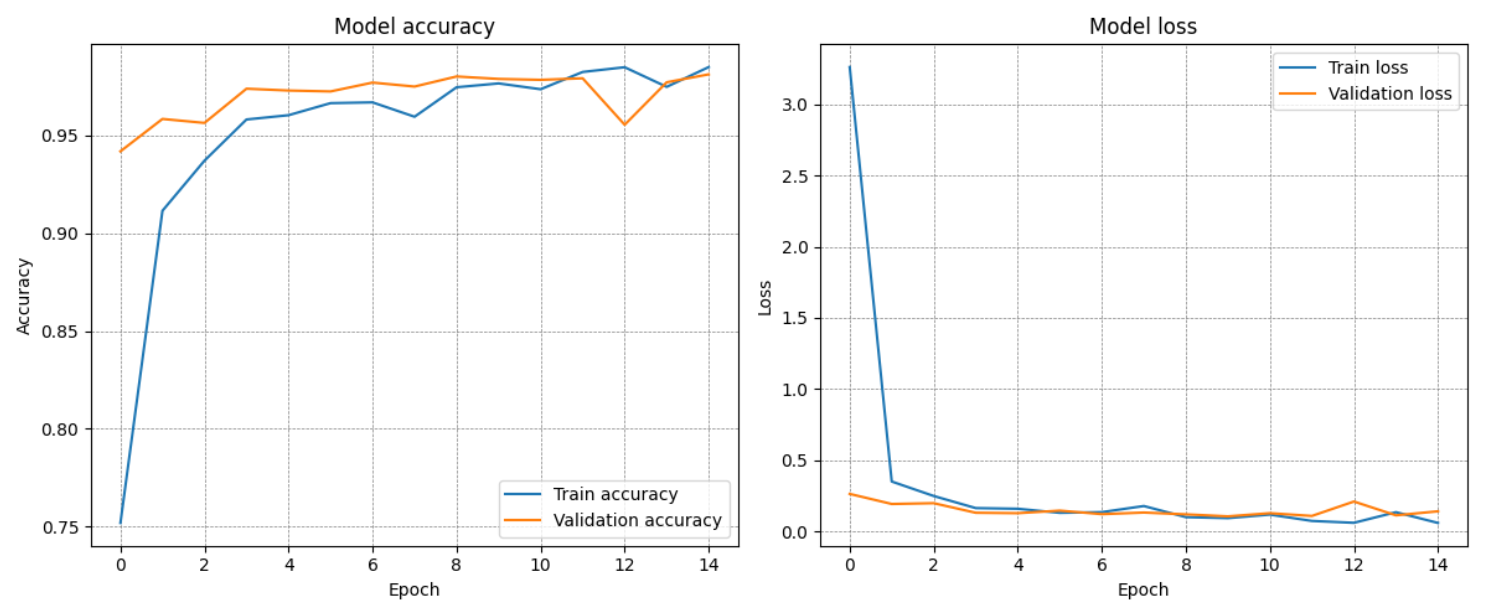 Model accuracy
0.95
0.90
0.85
0.80
0.75
Accuracy
Train accuracy
Validation accuracy
0 2 4 6 8 10 12 14
Epoch
Model loss
Train loss
Validation loss
3.0
2.5
2.0
1.5
1.0
0.5
0.0
Loss
0 2 4 6 8 10 12 14
Epoch